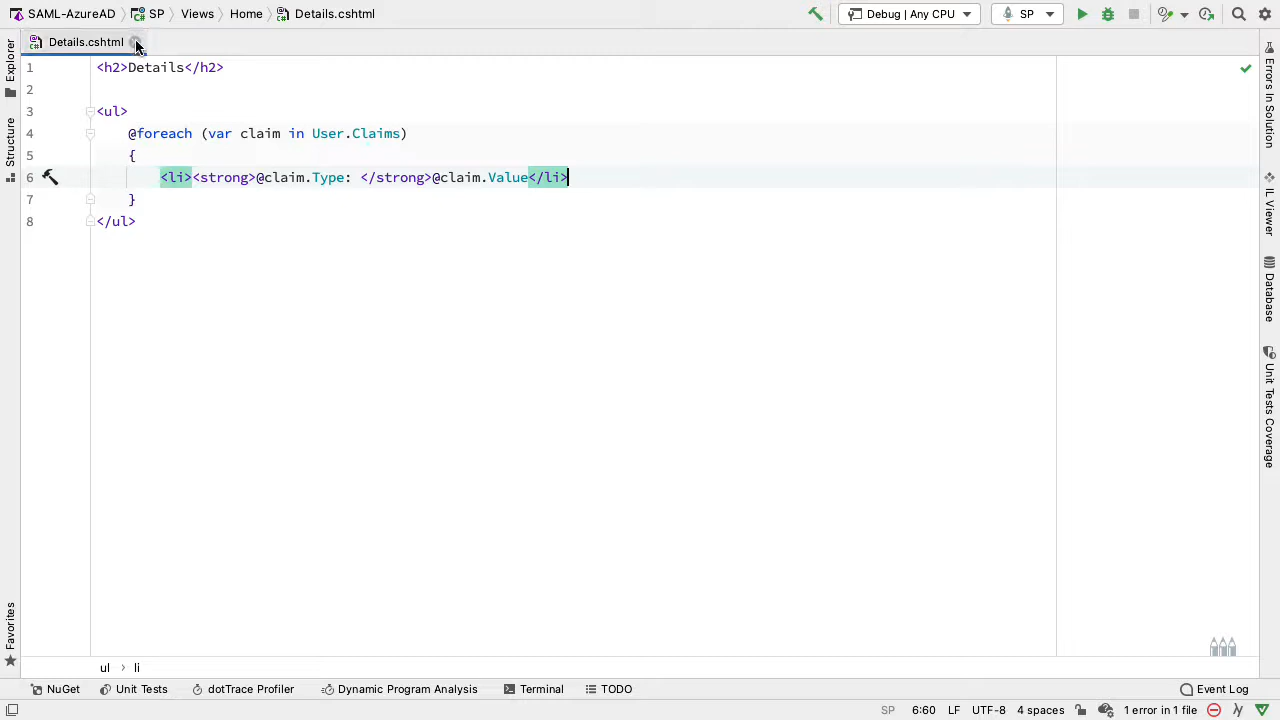 SAML-AzureAD SP Views Home Details.cshtml
Debug | Any CPU
SP
Details.cshtml
1 <h2>Details</h2>
2
3 <ul>
4 @foreach (var claim in User.Claims)
5 {
6 <li><strong>@claim.Type: </strong>@claim.Value</li>
7 }
8 </ul>
Explorer
Structure
Favorites
Errors In Solution
IL Viewer
Database
Unit Tests Coverage
ul › li
NuGet Unit Tests dotTrace Profiler Dynamic Program Analysis Terminal TODO Event Log
SP 6:60 LF UTF-8 4 spaces 1 error in 1 file